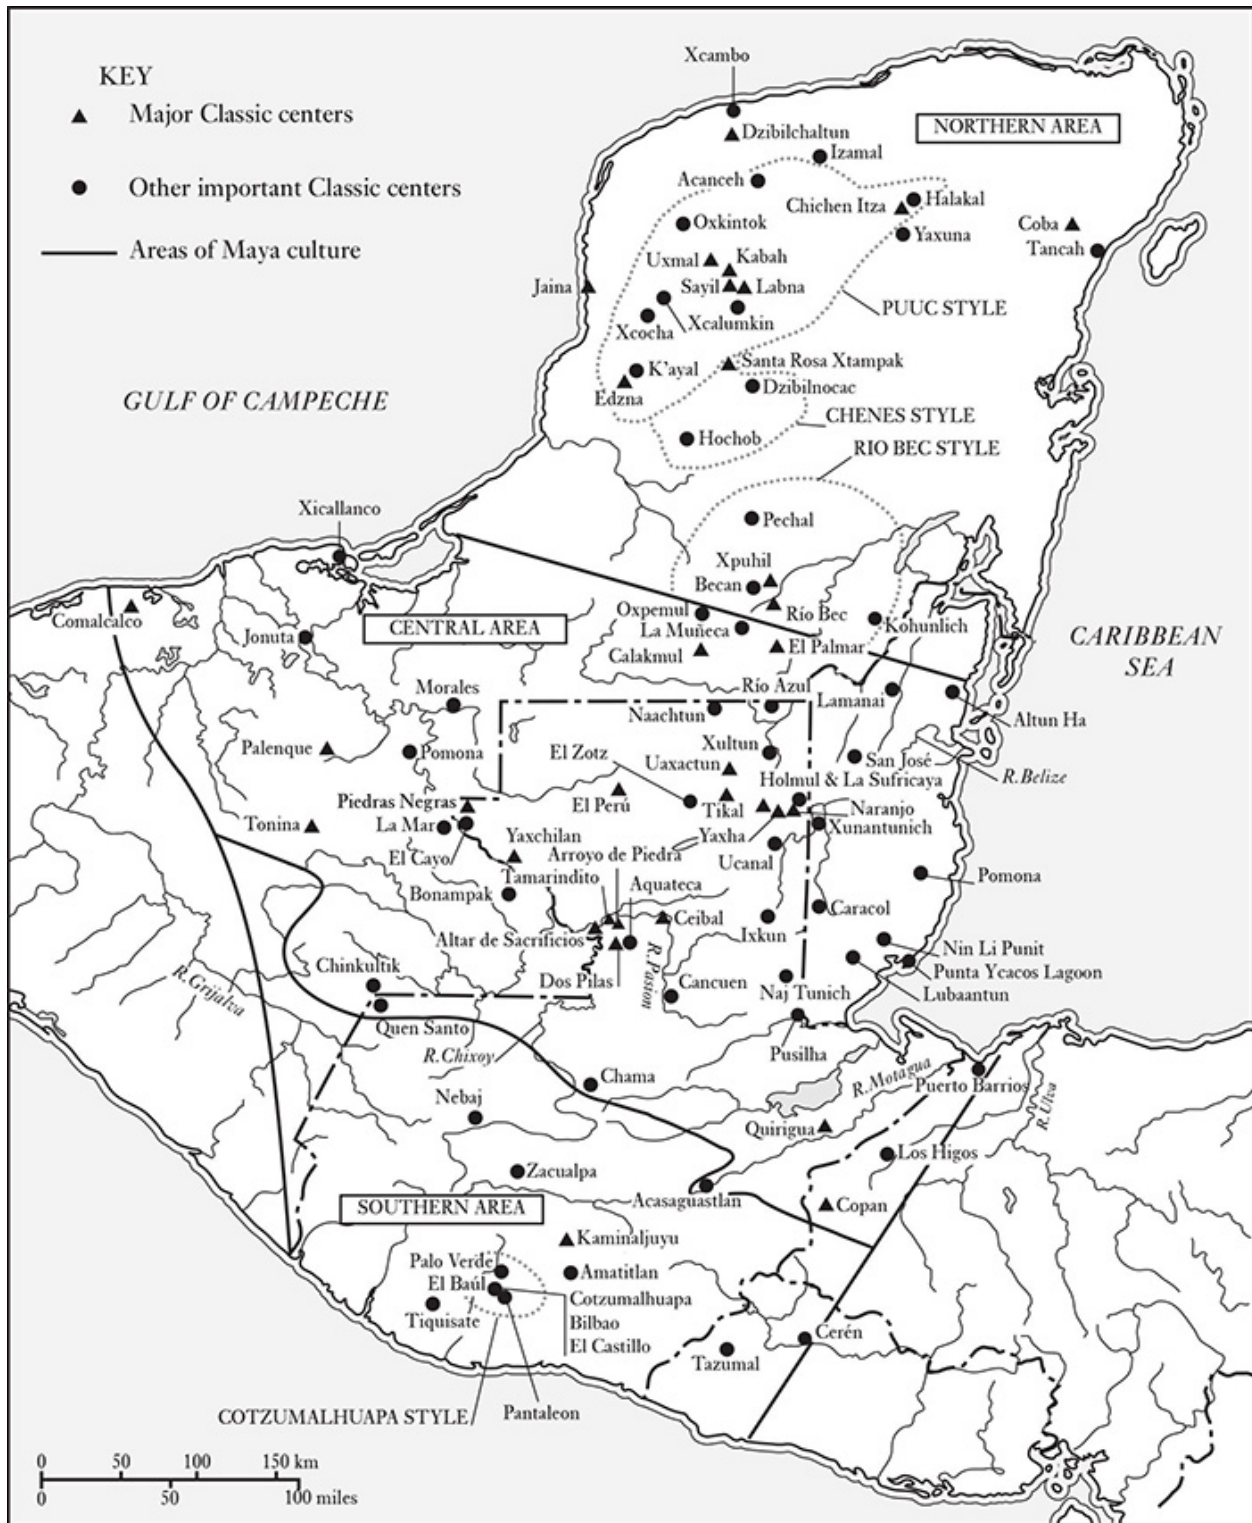 KEY
Major Classic centers
Other important Classic centers
Areas of Maya culture
Xcambo
Dzibilchaltun
NORTHERN AREA
Izamal
Acanceh
Halakal
Chichen Itza
Oxkintok
Coba
Yaxuna
Tancah
Uxmal
Kabah
Jaina
Sayil
Labna
PUUC STYLE
Xcalumkin
Xcocha
Santa Rosa Xtampak
K'ayal
Dzibilnocac
Edzna
GULF OF CAMPECHE
CHENES STYLE
Hochob
RIO BEC STYLE
Xicallanco
Pechal
Xpuhil
Becan
Oxpemul
Río Bec
Comalcalco
CENTRAL AREA
La Muñeca
Kohunlich
Jonuta
CARIBBEAN
SEA
El Palmar
Calakmul
Morales
Río Azul
Lamanai
Naachtun
Altun Ha
Palenque
Pomona
El Zotz
Xultun
San José
Uaxactun
R.Belize
Holmul & La Sufricaya
Piedras Negras
El Perú
Tikal
Naranjo
Tonina
La Mar
Yaxchilan
Yaxha
Xunantunich
El Cayo
Arroyo de Piedra
Ucanal
Tamarindito
Aquateca
Pomona
Bonampak
Ceibal
Caracol
Altar de Sacrificios
Ixkun
Nin Li Punit
Chinkultik
Dos Pilas
R.Pasion
Cancuen
Naj Tunich
Punta Ycacos Lagoon
R.Grijalva
Lubaantun
Quen Santo
R.Chixoy
Pusilha
Chama
R.Motagua
Puerto Barrios
Nebaj
R.Ulva
Quirigua
Los Higos
Zacualpa
Acasaguastlan
SOUTHERN AREA
Copan
Kaminaljuyu
Palo Verde
Amatitlan
El Baúl
Cotzumalhuapa
Tiquisate
Bilbao
Cerén
El Castillo
Tazumal
COTZUMALHUAPA STYLE
Pantaleon
0 50 100 150 km
0 50 100 miles